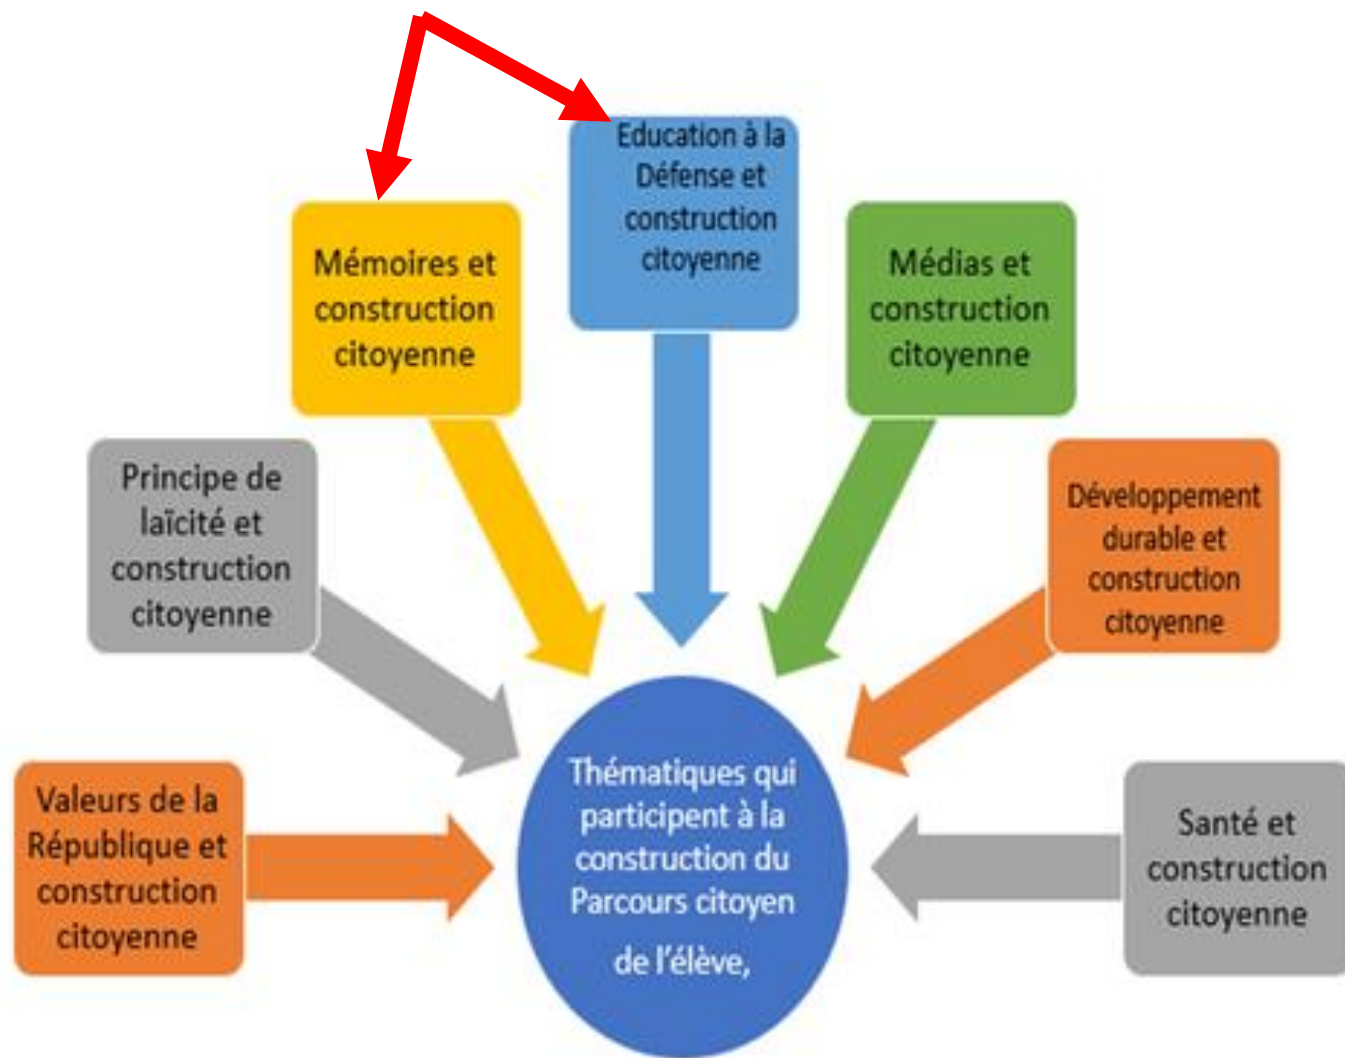 Education à la
Défense et
construction
citoyenne
Mémoires et
construction
citoyenne
Médias et
construction
citoyenne
Principe de
laïcité et
construction
citoyenne
Développement
durable et
construction
citoyenne
Valeurs de la
République et
construction
citoyenne
Thématiques qui
participent à la
construction du
Parcours citoyen
de l'élève,
Santé et
construction
citoyenne